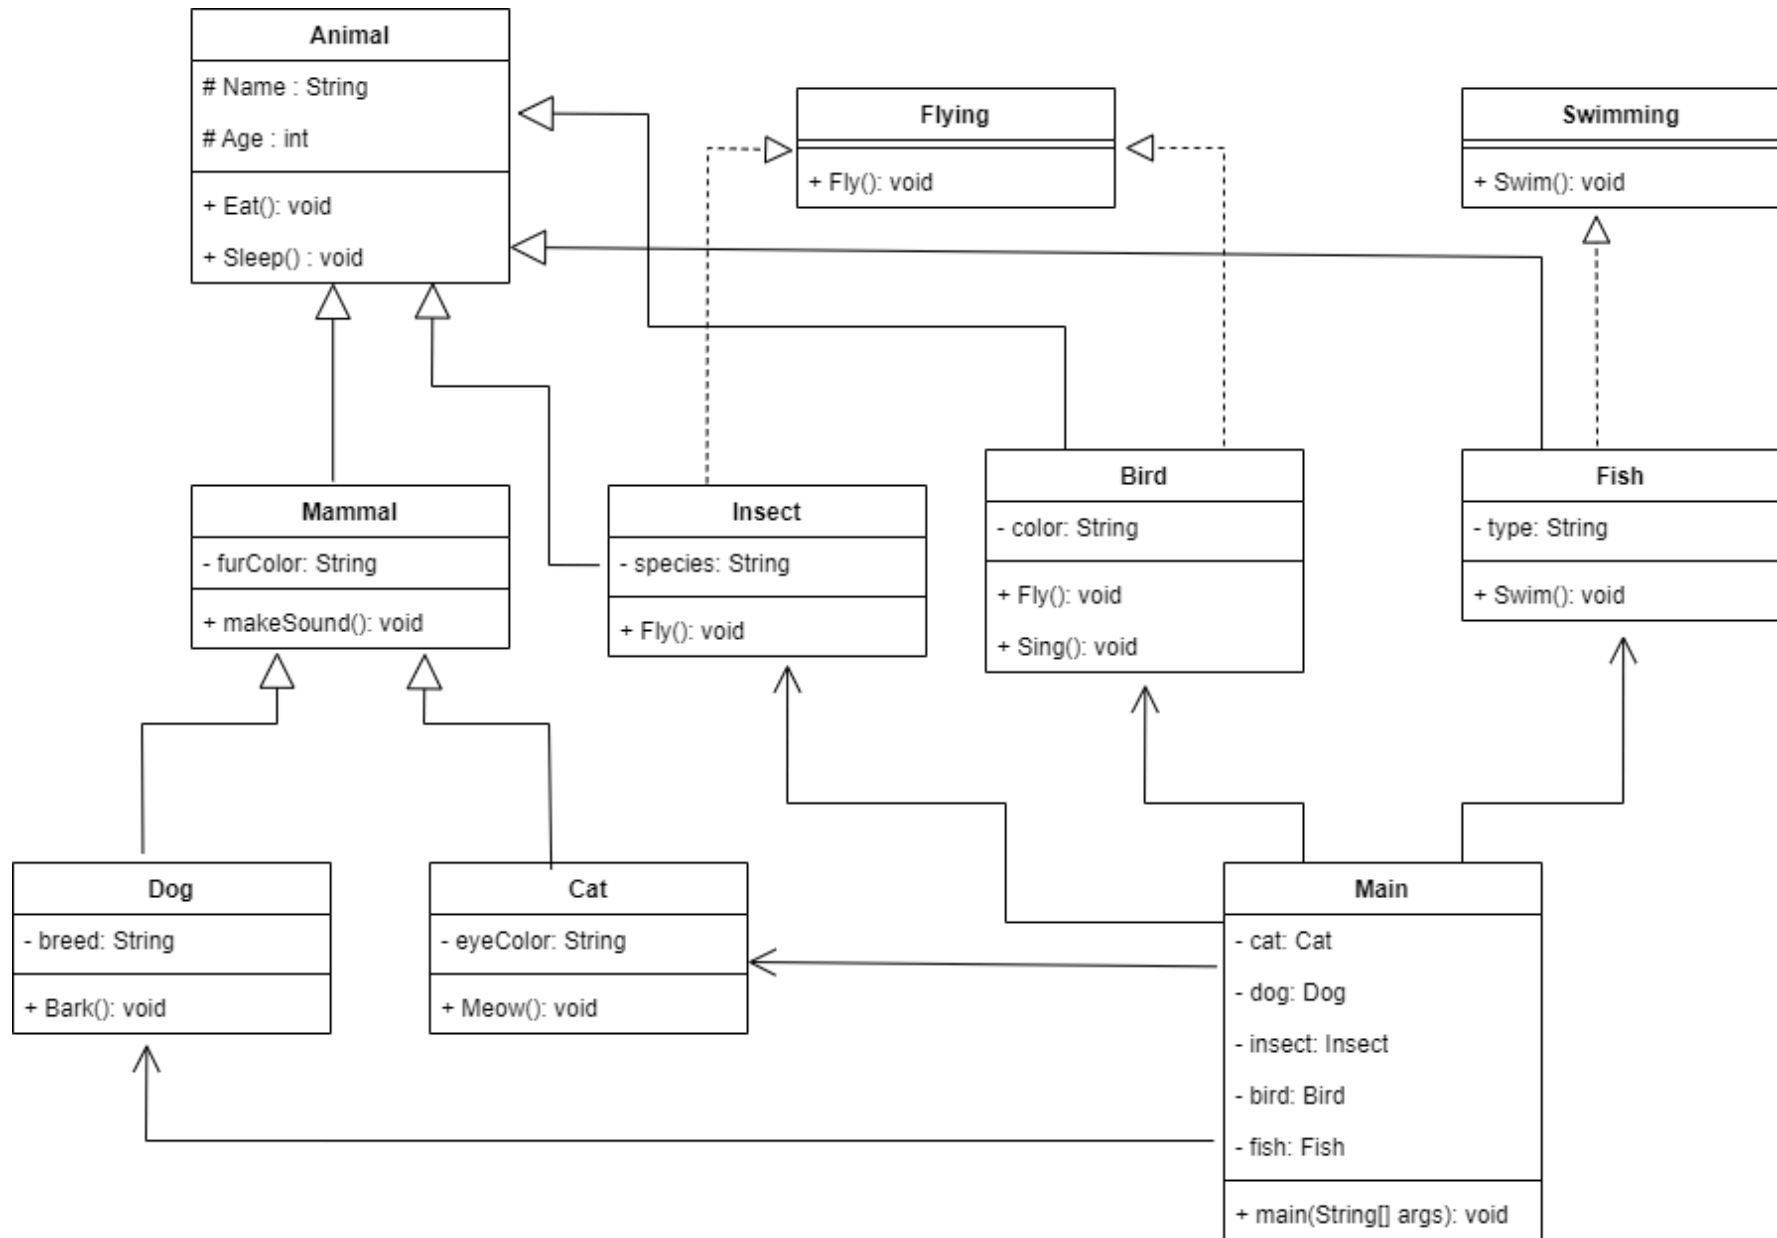 Animal
# Name : String
# Age : int
+ Eat(): void
+ Sleep() : void
Flying
+ Fly(): void
Swimming
+ Swim(): void
Mammal
- furColor: String
+ makeSound(): void
Insect
- species: String
+ Fly(): void
Bird
- color: String
+ Fly(): void
+ Sing(): void
Fish
- type: String
+ Swim(): void
Dog
- breed: String
+ Bark(): void
Cat
- eyeColor: String
+ Meow(): void
Main
- cat: Cat
- dog: Dog
- insect: Insect
- bird: Bird
- fish: Fish
+ main(String[] args): void